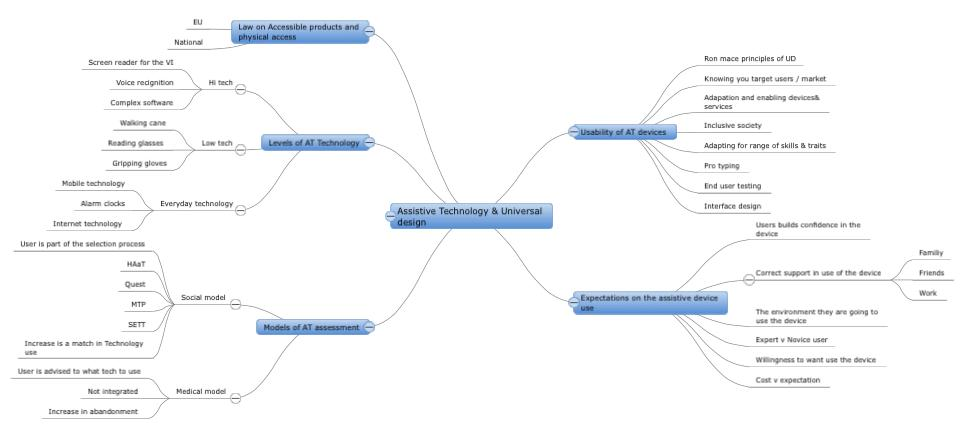 Assistive Technology & Universal
design
Law on Accessible products and
physical access
EU
National
Levels of AT Technology
Hi tech
Screen reader for the VI
Voice recignition
Complex software
Low tech
Walking cane
Reading glasses
Gripping gloves
Everyday technology
Mobile technology
Alarm clocks
Internet technology
Models of AT assessment
Social model
User is part of the selection process
HAaT
Quest
MTP
SETT
Increase is a match in Technology
use
Medical model
User is advised to what tech to use
Not integrated
Increase in abandonment
Usability of AT devices
Ron mace principles of UD
Knowing you target users / market
Adapation and enabling devices&
services
Inclusive society
Adapting for range of skills & traits
Pro typing
End user testing
Interface design
Expectations on the assistive device
use
Users builds confidence in the
device
Correct support in use of the device
Familiy
Friends
Work
The environment they are going to
use the device
Expert v Novice user
Willingness to want use the device
Cost v expectation